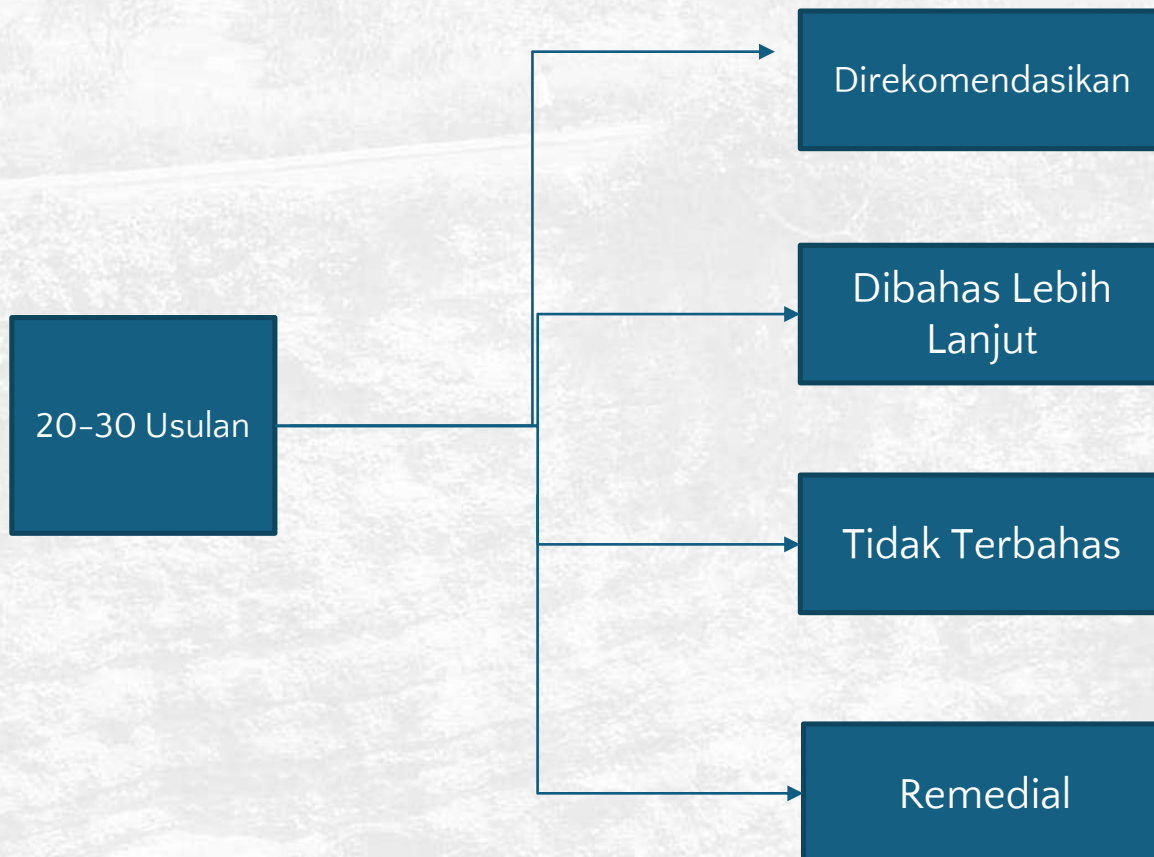 Direkomendasikan
Dibahas Lebih
Lanjut
20-30 Usulan
Tidak Terbahas
Remedial